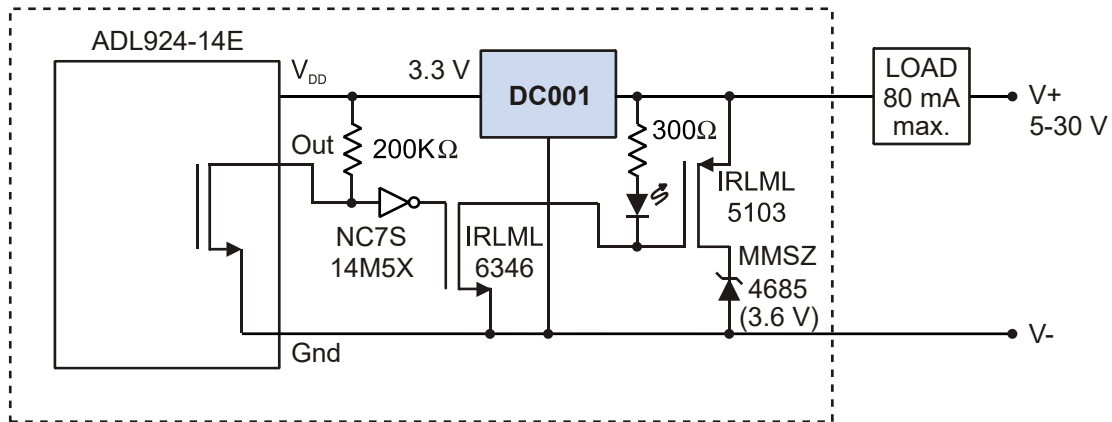 ADL924-14E
V_DD
3.3 V
DC001
LOAD
80 mA
max.
V+
5-30 V
Out
200KΩ
300Ω
IRLML
5103
NC7S
14M5X
IRLML
6346
MMSZ
4685
(3.6 V)
Gnd
V-